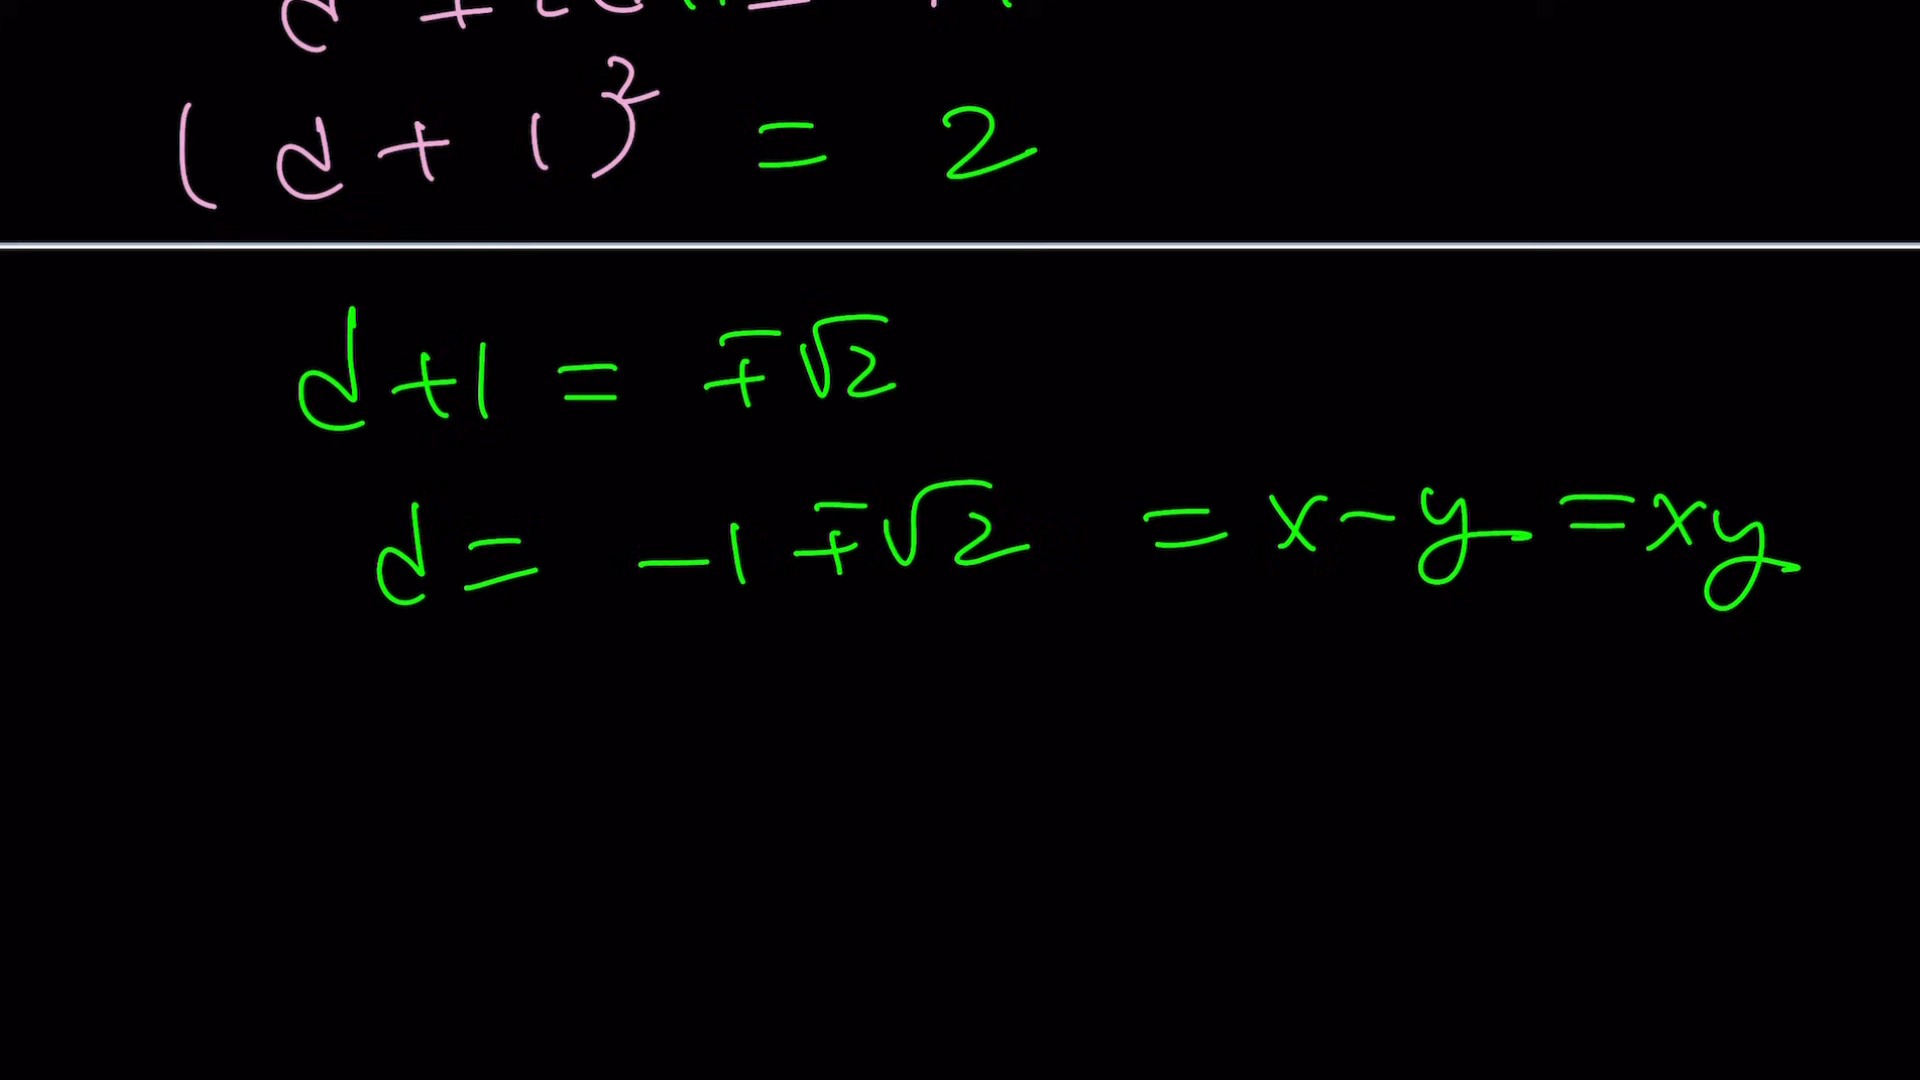 (d+1)² = 2
d+1 = ∓√2
d = -1 ∓√2 = x-y = xy